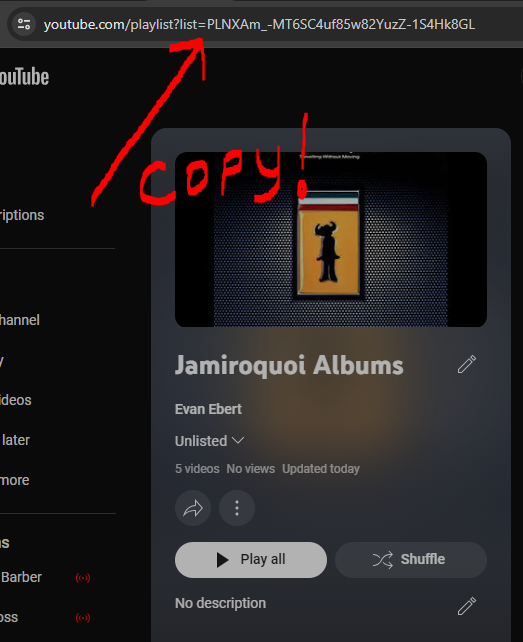 youtube.com/playlist?list=PLNXAm_-MT6SC4uf85w82YuzZ-1S4Hk8GL
ouTube
COPY!
Travelling Without Moving
riptions
hannel
y
ideos
later
more
s
Barber
oss
Jamiroquoi Albums
Evan Ebert
Unlisted
5 videos No views Updated today
Play all
Shuffle
No description